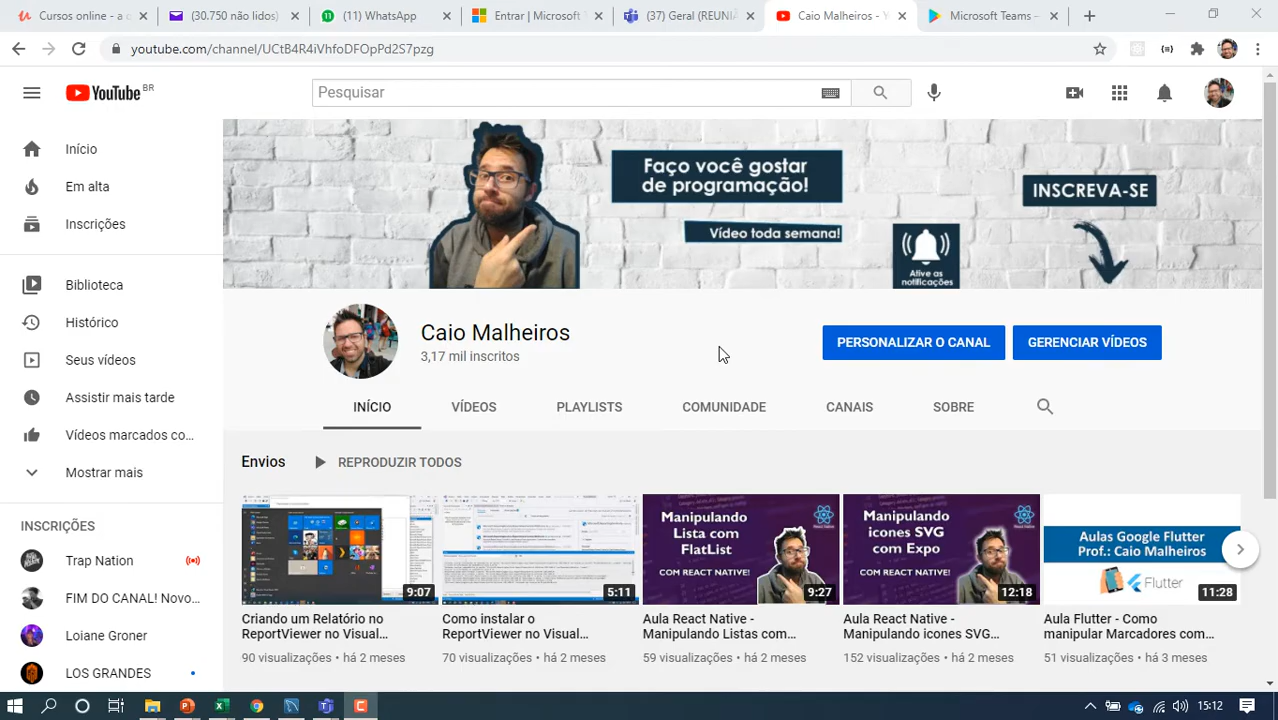 Cursos online - a c
(30.750 não lidos)
(11) WhatsApp
Entrar | Microsoft T
(37) Geral (REUNIÃ
Caio Malheiros - Y
Microsoft Teams –
youtube.com/channel/UCtB4R4iVhfoDFOpPd2S7pzg
YouTube BR
Pesquisar
Início
Em alta
Inscrições
Biblioteca
Histórico
Seus vídeos
Assistir mais tarde
Vídeos marcados co...
Mostrar mais
INSCRIÇÕES
Trap Nation
FIM DO CANAL! Novo...
Loiane Groner
LOS GRANDES
Faço você gostar
de programação!
Vídeo toda semana!
INSCREVA-SE
Ative as
notificações
Caio Malheiros
3,17 mil inscritos
PERSONALIZAR O CANAL
GERENCIAR VÍDEOS
INÍCIO
VÍDEOS
PLAYLISTS
COMUNIDADE
CANAIS
SOBRE
Envios
REPRODUZIR TODOS
9:07
Criando um Relatório no
ReportViewer no Visual...
90 visualizações • há 2 meses
5:11
Como instalar o
ReportViewer no Visual...
70 visualizações • há 2 meses
Manipulando
Lista com
FlatList
COM REACT NATIVE!
9:27
Aula React Native -
Manipulando Listas com...
59 visualizações • há 2 meses
Manipulando
icones SVG
com Expo
COM REACT NATIVE!
12:18
Aula React Native -
Manipulando icones SVG...
152 visualizações • há 2 meses
Aulas Google Flutter
Prof. Caio Malheiros
Flutter
11:28
Aula Flutter - Como
manipular Marcadores com...
51 visualizações • há 3 meses
15:12